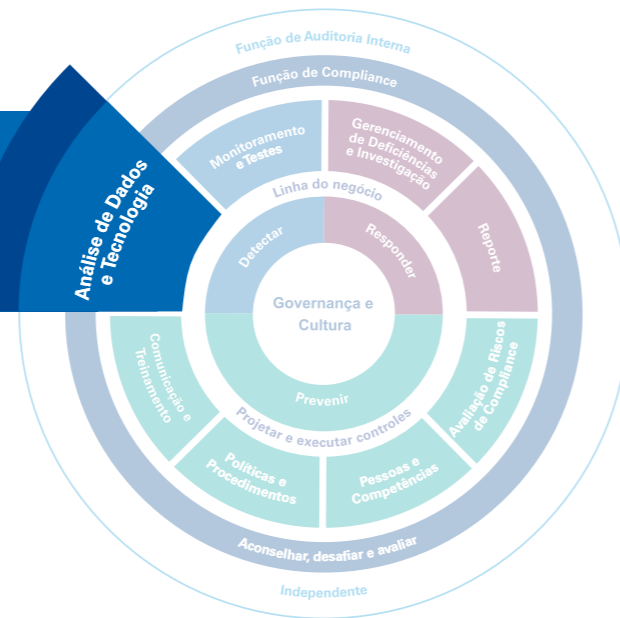 Função de Auditoria Interna
Função de Compliance
Monitoramento
e Testes
Gerenciamento
de Deficiências
e Investigação
Análise de Dados
e Tecnologia
Linha do negócio
Detectar
Responder
Reporte
Governança e
Cultura
Comunicação e
Treinamento
Prevenir
Avaliação de Riscos
de Compliance
Projetar e executar controles
Políticas e
Procedimentos
Pessoas e
Competências
Aconselhar, desafiar e avaliar
Independente